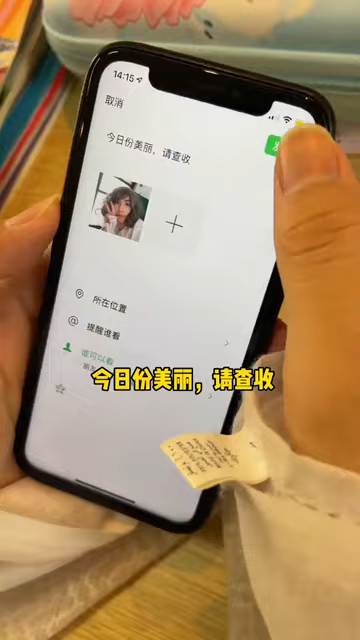 14:15
取消
今日份美丽，请查收
所在位置
提醒谁看
谁可以看
今日份美丽，请查收